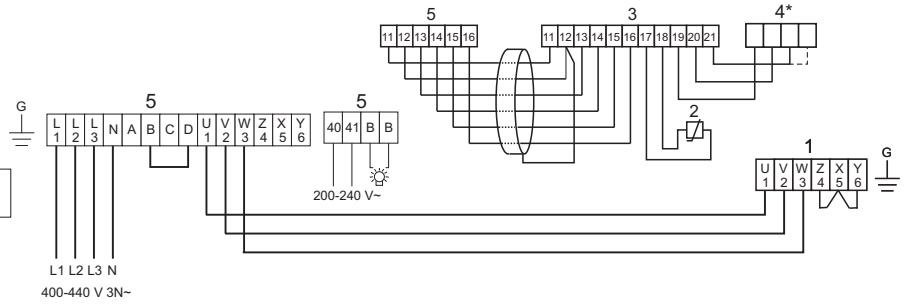 5 3 4*
11 12 13 14 15 16
11 12 13 14 15 16 17 18 19 20 21
G
5
L1 L2 L3 N A B C D U1 V2 W3 Z4 X5 Y6
5
40 41 B B
200-240 V~
2
1
U1 V2 W3 Z4 X5 Y6
G
L1 L2 L3 N
400-440 V 3N~